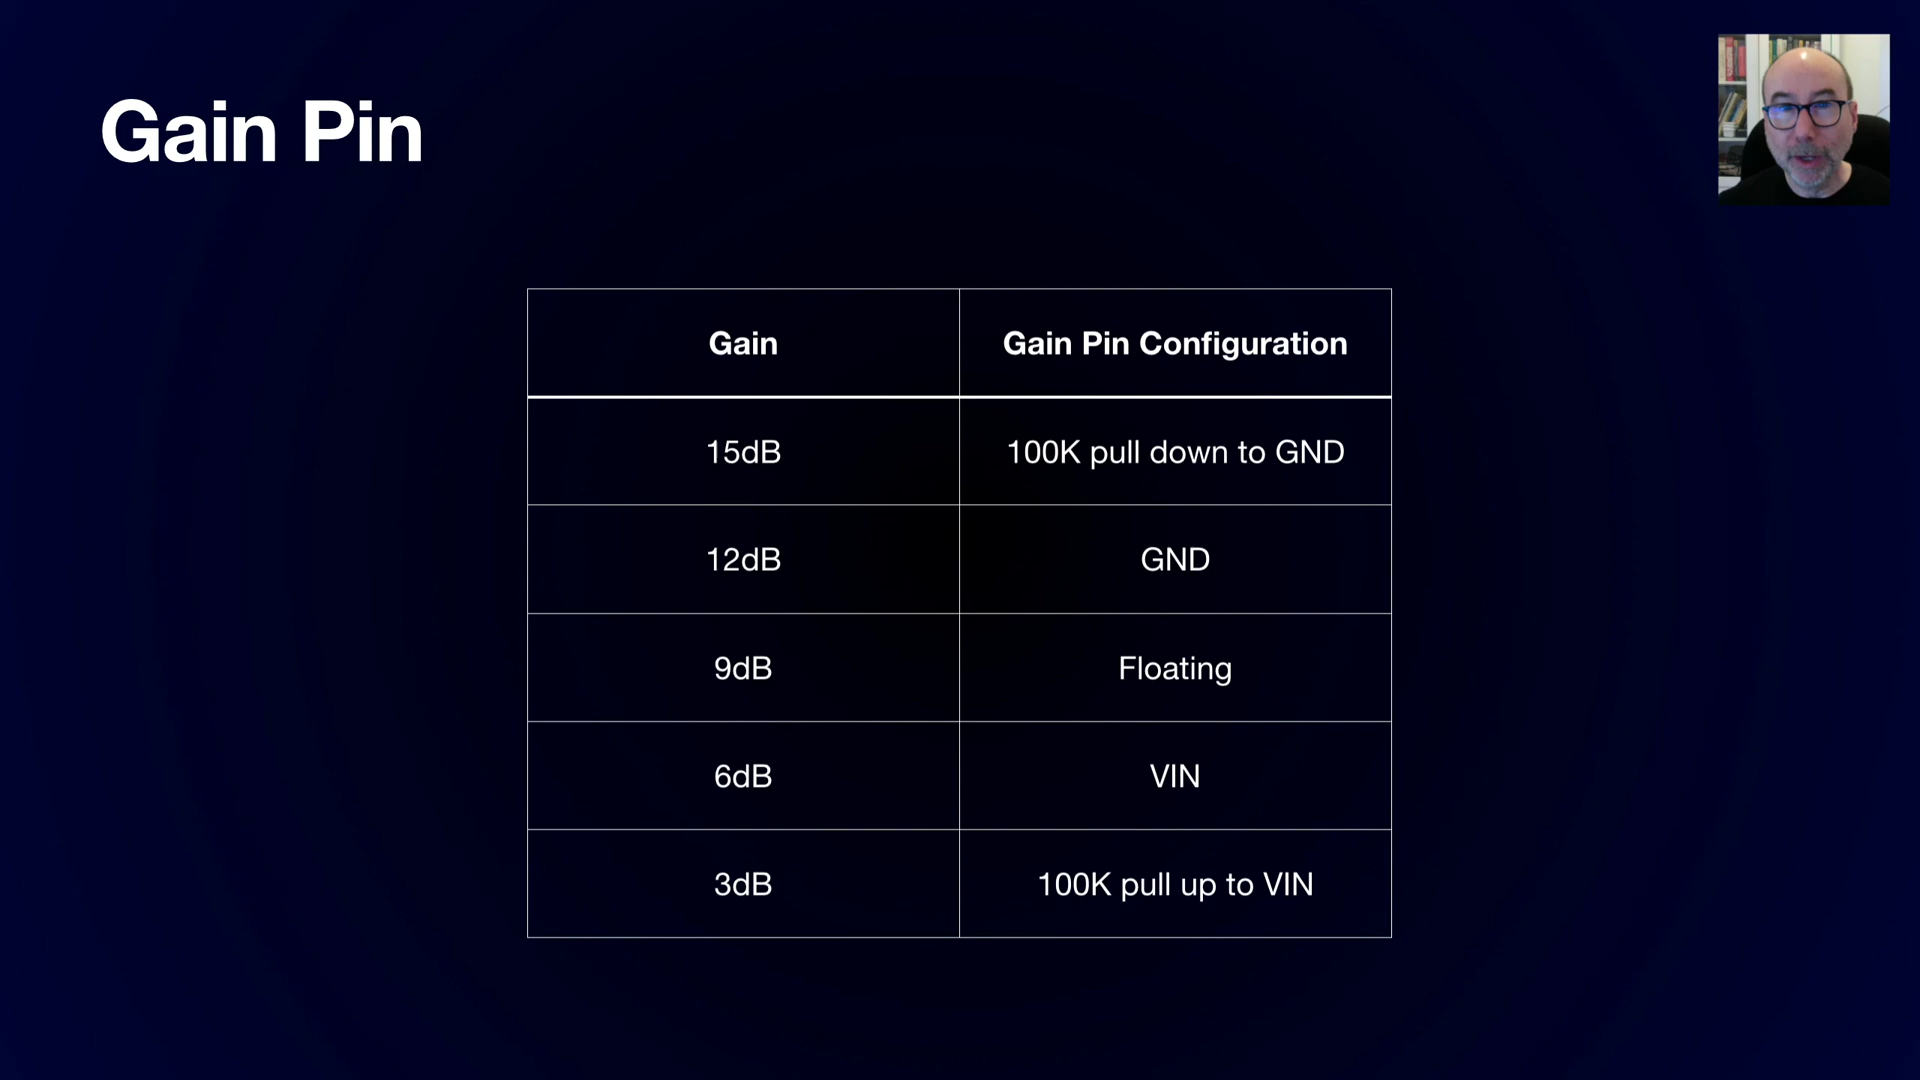 Gain Pin
Gain Gain Pin Configuration
15dB 100K pull down to GND
12dB GND
9dB Floating
6dB VIN
3dB 100K pull up to VIN